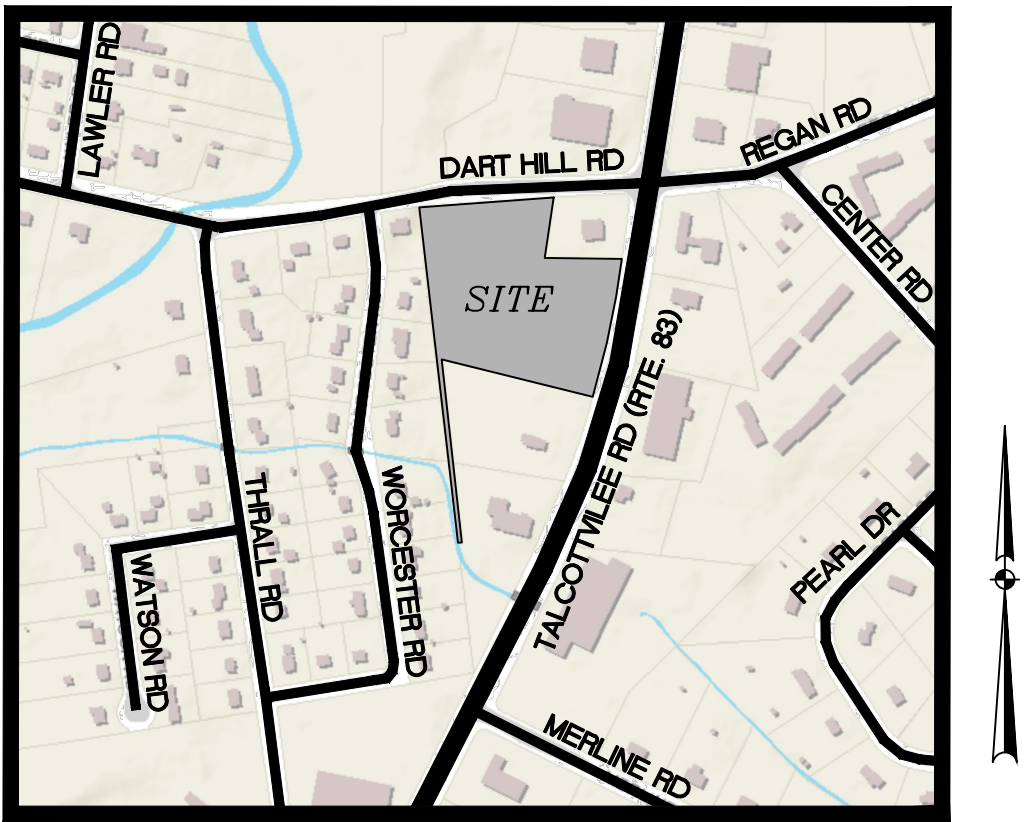 LAWLER RD
DART HILL RD
REGAN RD
CENTER RD
SITE
TALCOTTVILEE RD (RTE. 83)
THRALL RD
WORCESTER RD
PEARL DR
WATSON RD
MERLINE RD